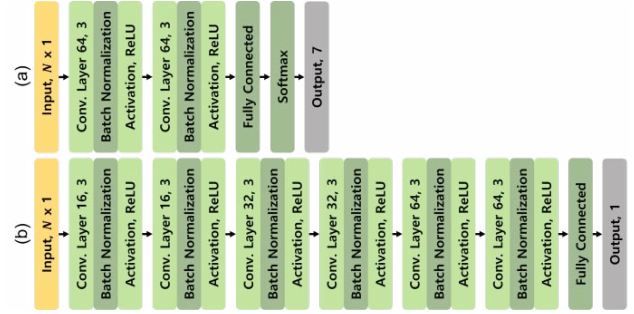 (a)
Input, N x 1
Conv. Layer 64, 3
Batch Normalization
Activation, ReLU
Conv. Layer 64, 3
Batch Normalization
Activation, ReLU
Fully Connected
Softmax
Output, 7
(b)
Input, N x 1
Conv. Layer 16, 3
Batch Normalization
Activation, ReLU
Conv. Layer 16, 3
Batch Normalization
Activation, ReLU
Conv. Layer 32, 3
Batch Normalization
Activation, ReLU
Conv. Layer 32, 3
Batch Normalization
Activation, ReLU
Conv. Layer 64, 3
Batch Normalization
Activation, ReLU
Conv. Layer 64, 3
Batch Normalization
Activation, ReLU
Fully Connected
Output, 1